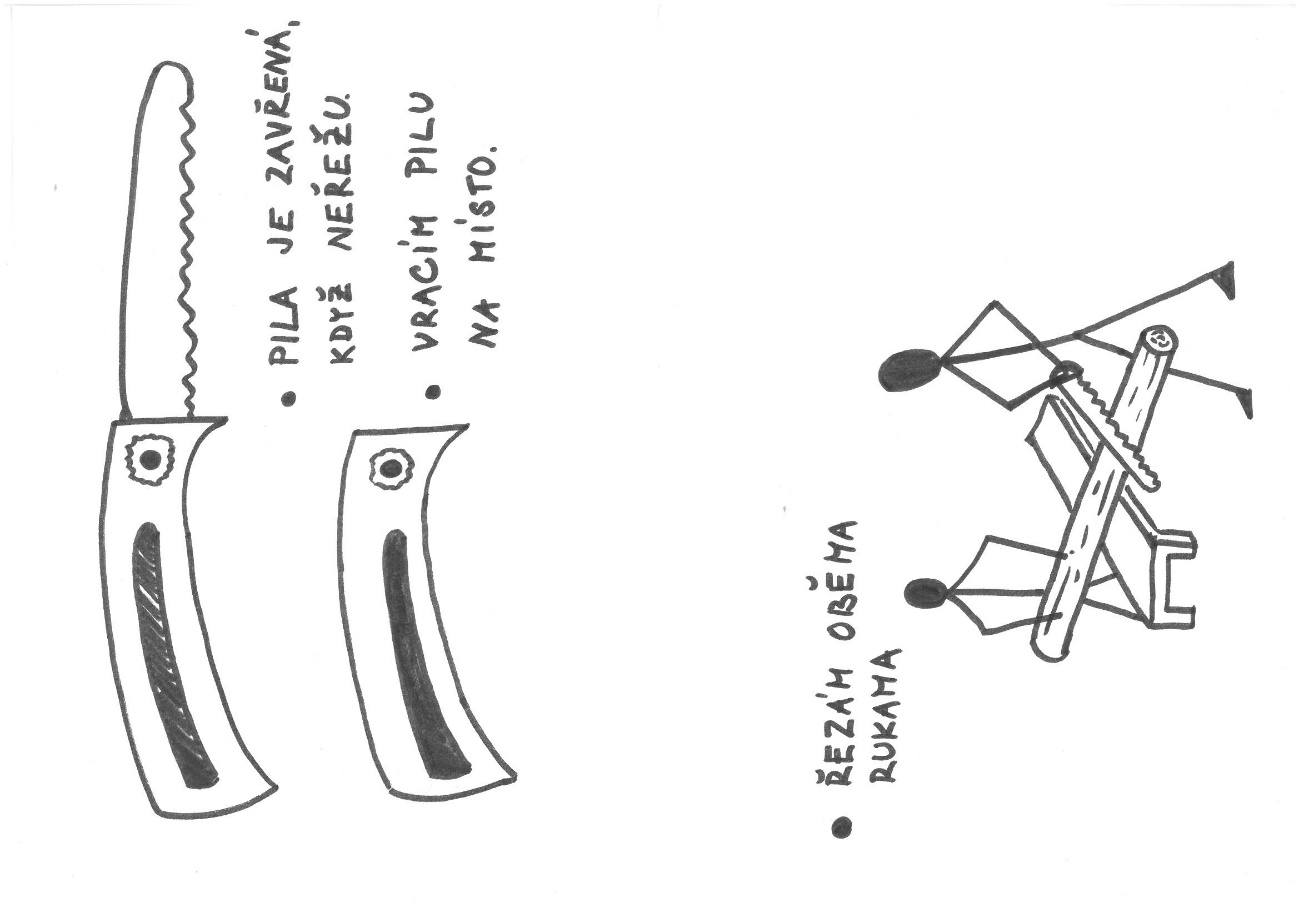 • PILA JE ZAVŘENÁ,
KDYŽ NEŘEŽU.
• VRACÍM PILU
NA MÍSTO.
• ŘEZÁM OBĚMA
RUKAMA